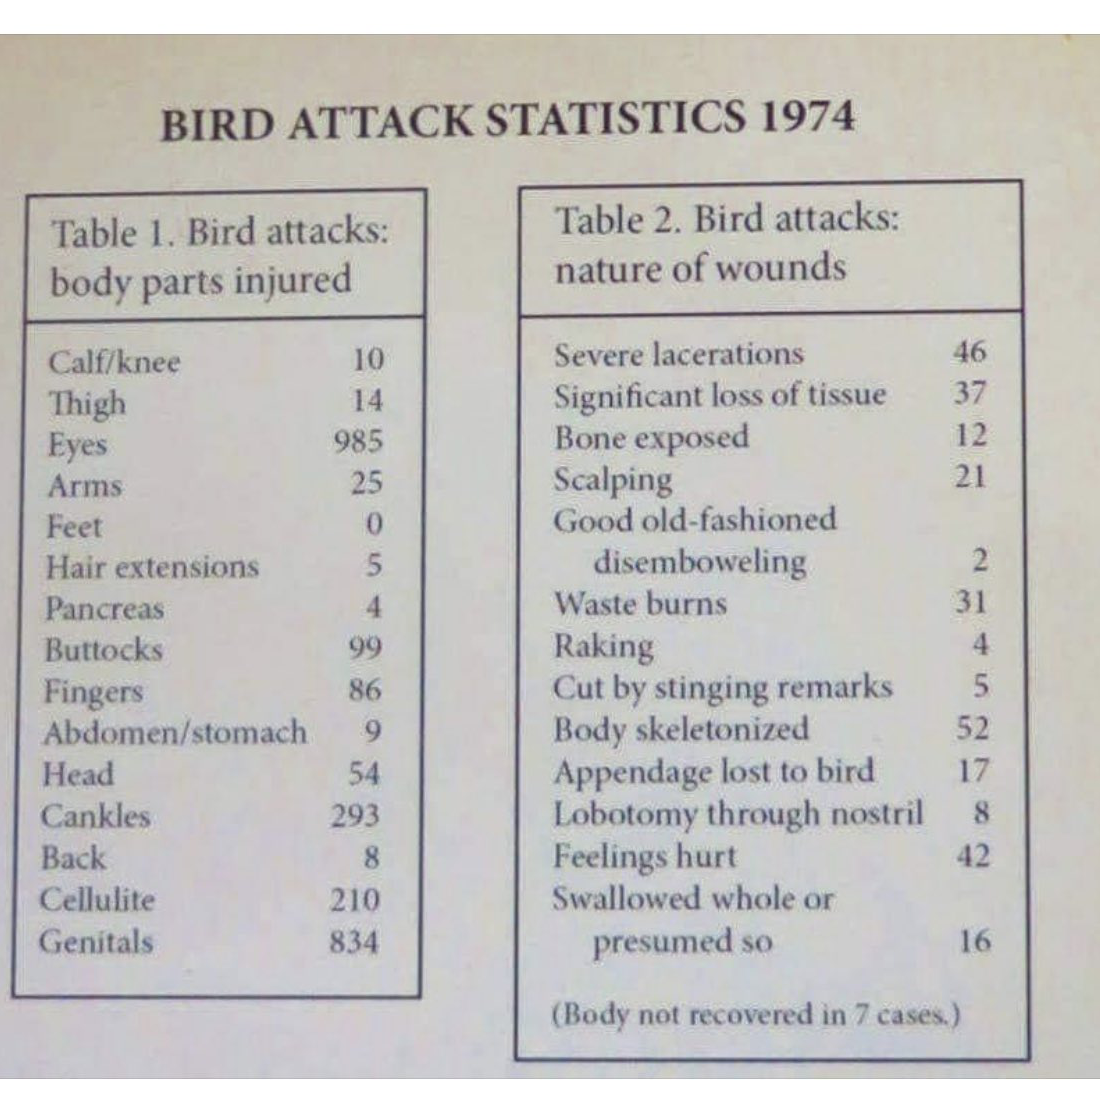 BIRD ATTACK STATISTICS 1974
Table 1. Bird attacks:
body parts injured
Calf/knee 10
Thigh 14
Eyes 985
Arms 25
Feet 0
Hair extensions 5
Pancreas 4
Buttocks 99
Fingers 86
Abdomen/stomach 9
Head 54
Cankles 293
Back 8
Cellulite 210
Genitals 834
Table 2. Bird attacks:
nature of wounds
Severe lacerations 46
Significant loss of tissue 37
Bone exposed 12
Scalping 21
Good old-fashioned
disemboweling 2
Waste burns 31
Raking 4
Cut by stinging remarks 5
Body skeletonized 52
Appendage lost to bird 17
Lobotomy through nostril 8
Feelings hurt 42
Swallowed whole or
presumed so 16
(Body not recovered in 7 cases.)